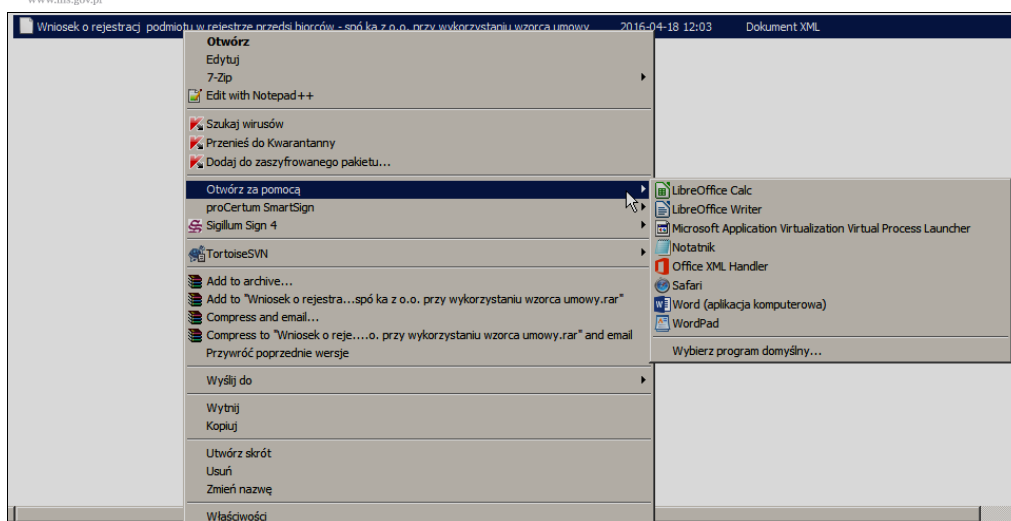 www.ms.gov.pl
Wniosek o rejestracj podmiotu w rejestrze przedsi biorców - spó ka z o.o. przy wykorzystaniu wzorca umowy 2016-04-18 12:03 Dokument XML
Otwórz
Edytuj
7-Zip
Edit with Notepad++
Szukaj wirusów
Przenieś do Kwarantanny
Dodaj do zaszyfrowanego pakietu...
Otwórz za pomocą
proCertum SmartSign
Sigillum Sign 4
TortoiseSVN
Add to archive...
Add to "Wniosek o rejestra...spó ka z o.o. przy wykorzystaniu wzorca umowy.rar"
Compress and email...
Compress to "Wniosek o reje....o. przy wykorzystaniu wzorca umowy.rar" and email
Przywróć poprzednie wersje
Wyślij do
Wytnij
Kopiuj
Utwórz skrót
Usuń
Zmień nazwę
Właściwości
LibreOffice Calc
LibreOffice Writer
Microsoft Application Virtualization Virtual Process Launcher
Notatnik
Office XML Handler
Safari
Word (aplikacja komputerowa)
WordPad
Wybierz program domyślny...